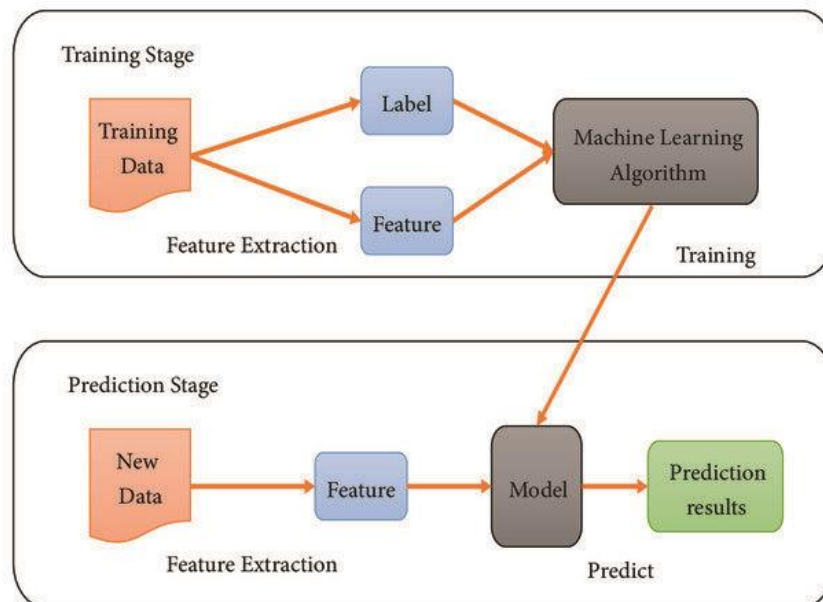 Training Stage
Training
Data
Label
Feature
Machine Learning
Algorithm
Feature Extraction
Training
Prediction Stage
New
Data
Feature
Model
Prediction
results
Feature Extraction
Predict